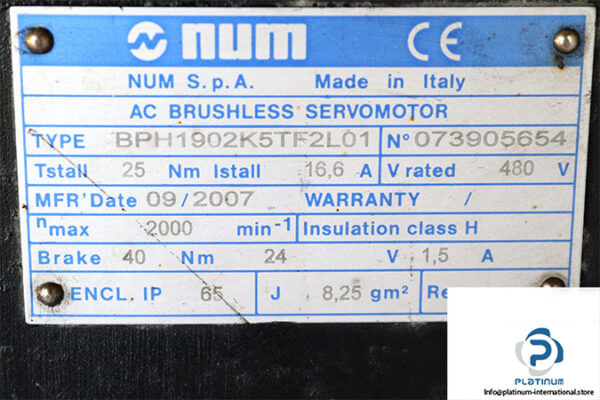 num CE
NUM S.p.A. Made in Italy
AC BRUSHLESS SERVOMOTOR
TYPE BPH1902K5TF2L01 N° 073905654
Tstall 25 Nm Istall 16,6 A V rated 480 V
MFR'Date 09/2007 WARRANTY /
nmax 2000 min-1 Insulation class H
Brake 40 Nm 24 V 1,5 A
ENCL. IP 65 J 8,25 gm² Re
PLATINUM
https://platinum-international.store